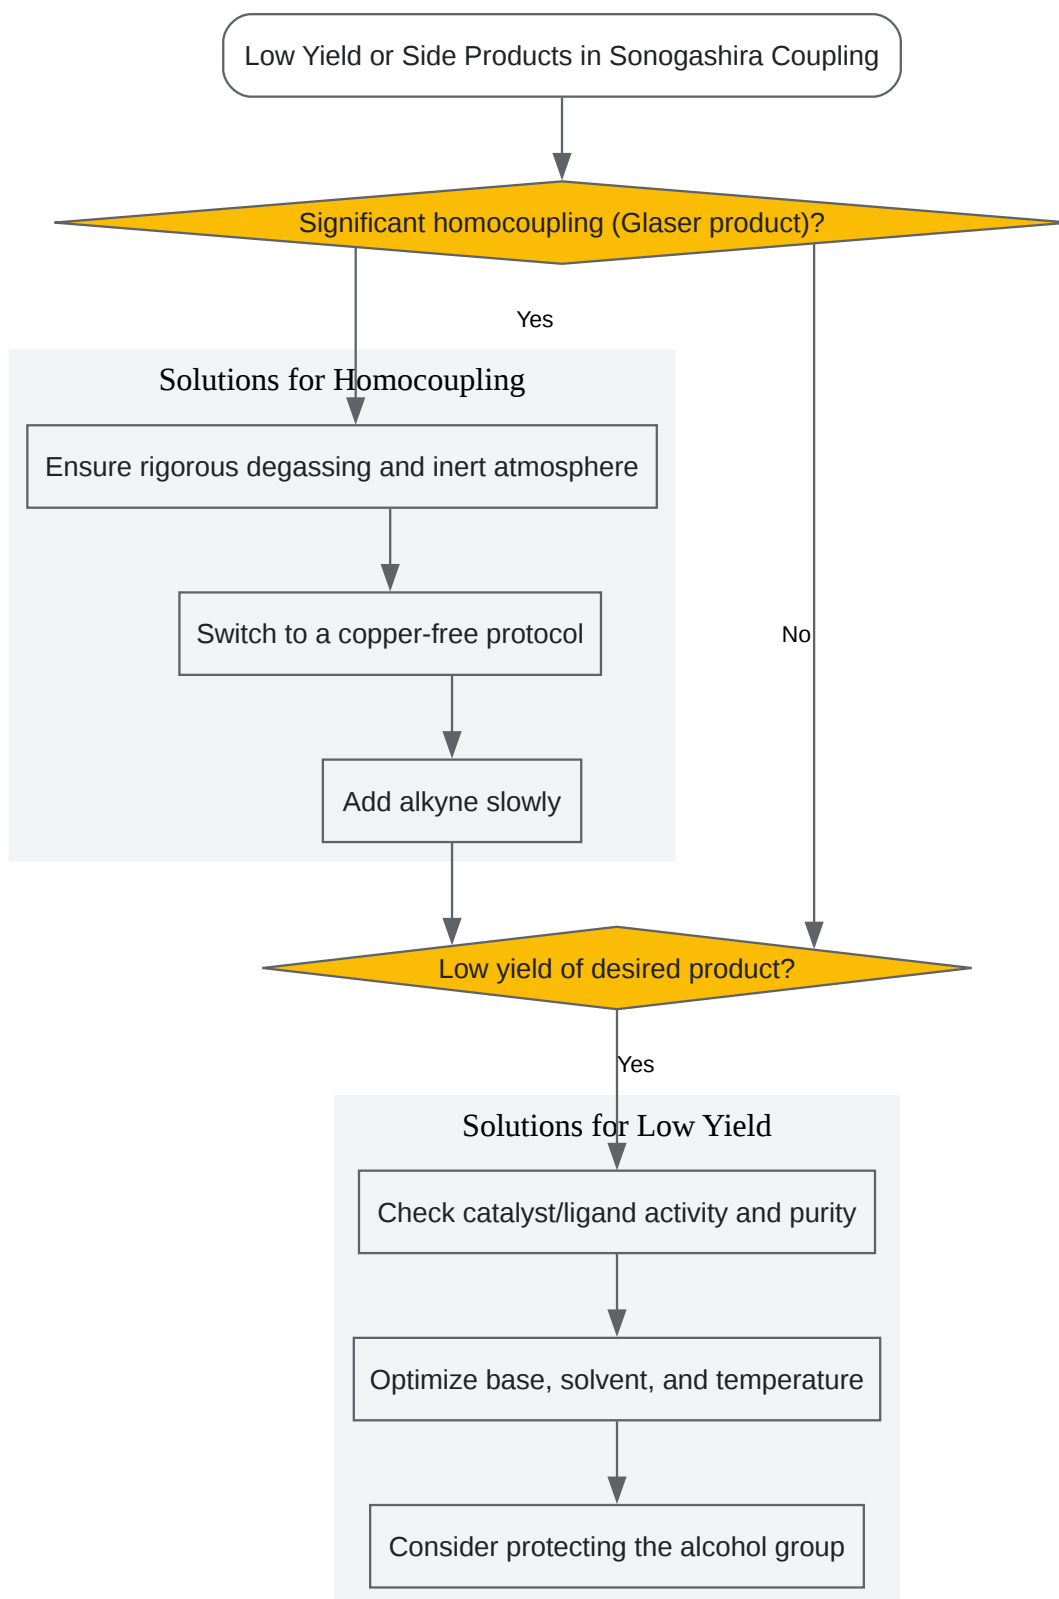 Low Yield or Side Products in Sonogashira Coupling
Significant homocoupling (Glaser product)?
Yes
Solutions for Homocoupling
Ensure rigorous degassing and inert atmosphere
Switch to a copper-free protocol
No
Add alkyne slowly
Low yield of desired product?
Yes
Solutions for Low Yield
Check catalyst/ligand activity and purity
Optimize base, solvent, and temperature
Consider protecting the alcohol group